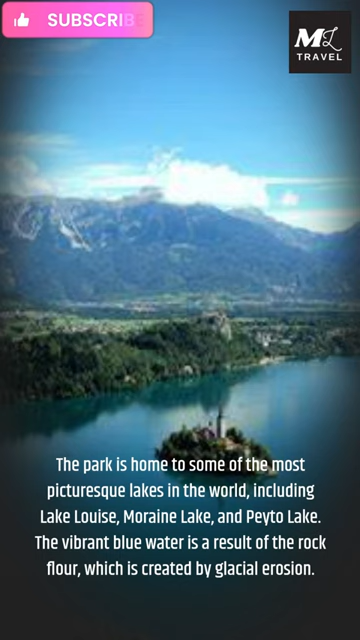 SUBSCRIBE
ML
TRAVEL
The park is home to some of the most
picturesque lakes in the world, including
Lake Louise, Moraine Lake, and Peyto Lake.
The vibrant blue water is a result of the rock
flour, which is created by glacial erosion.